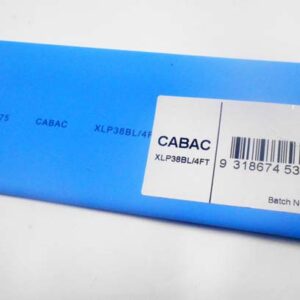 75 CABAC XLP38BL/4F
CABAC
XLP38BL/4FT
9 318674 53
Batch N